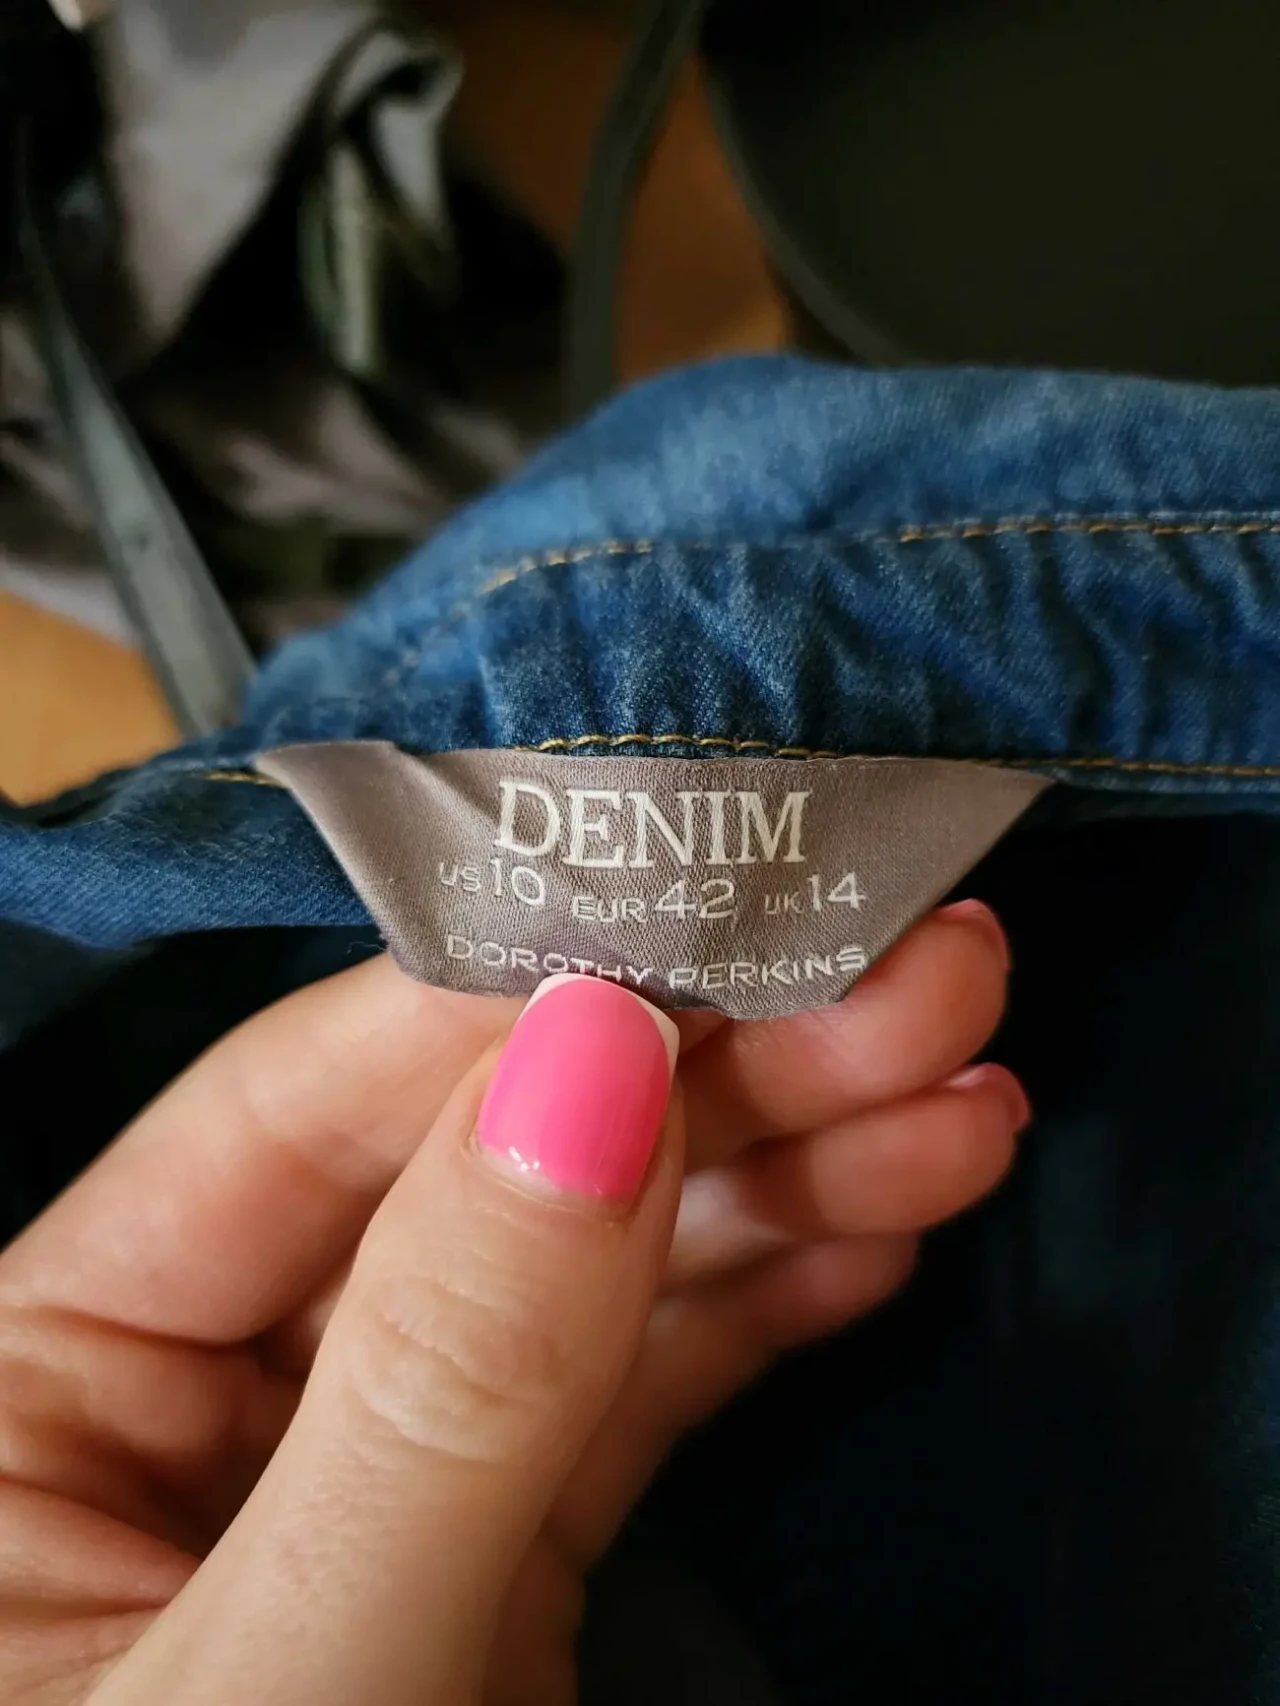 DENIM
US 10 EUR 42 UK 14
DOROTHY PERKINS